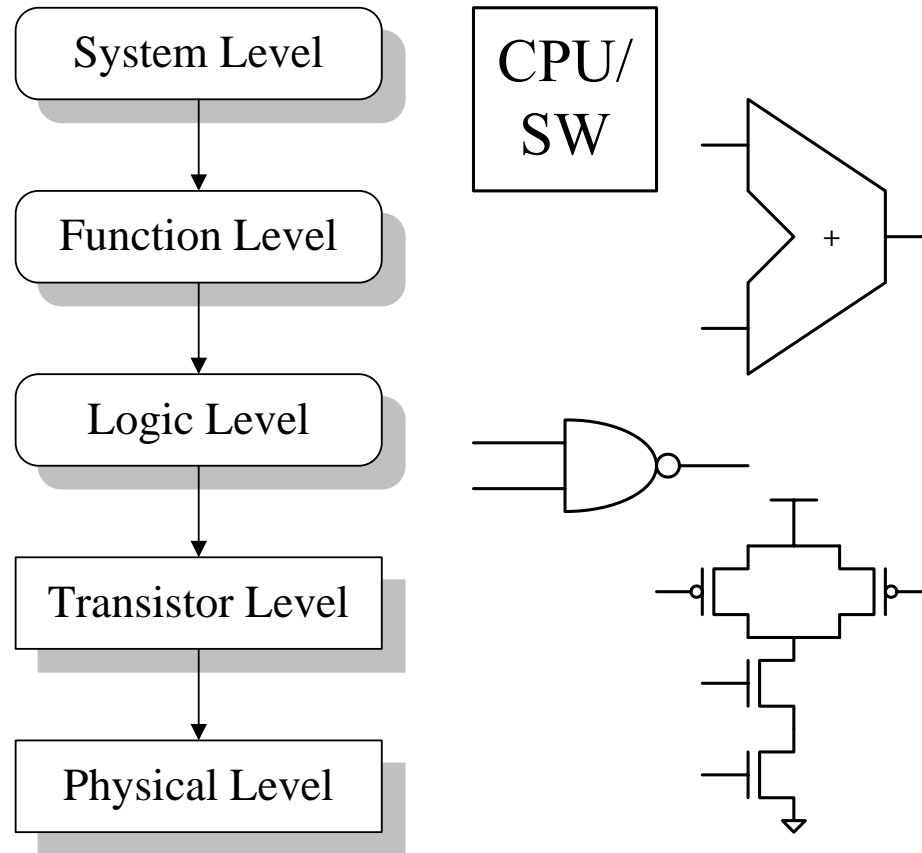 System Level
CPU/
SW
Function Level
+
Logic Level
Transistor Level
Physical Level